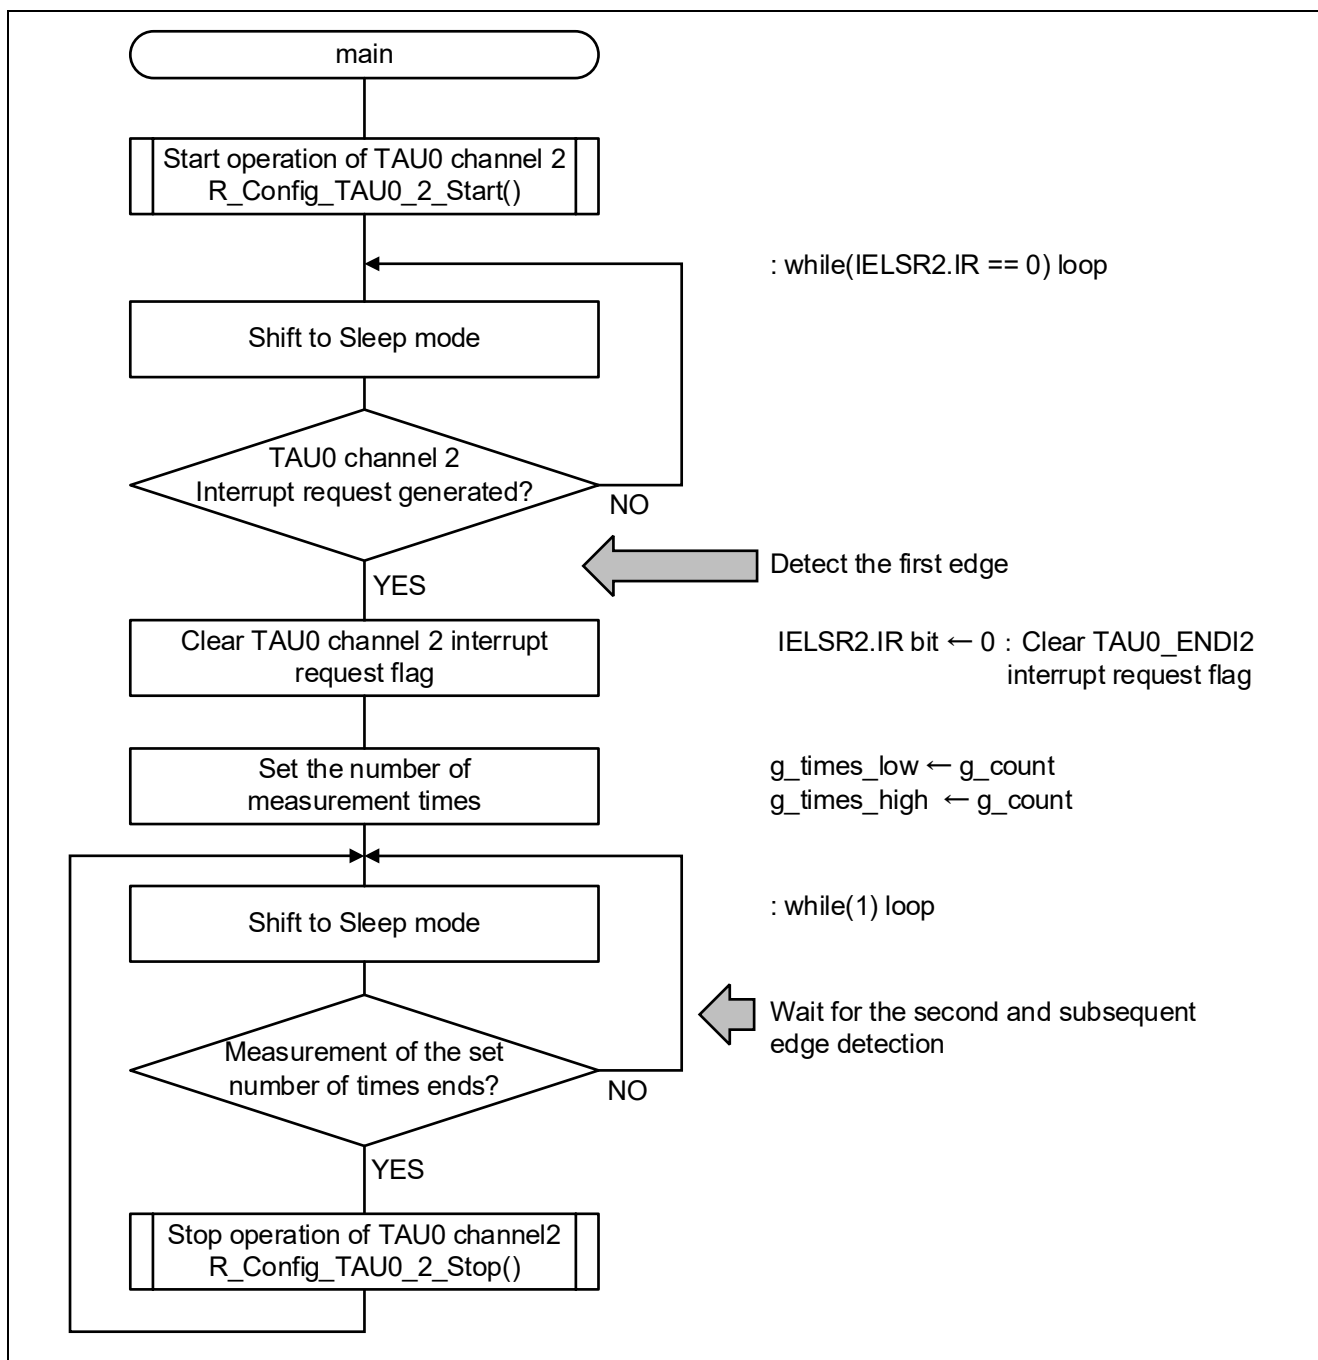 main
Start operation of TAU0 channel 2
R_Config_TAU0_2_Start()
: while(IELSR2.IR == 0) loop
Shift to Sleep mode
TAU0 channel 2
Interrupt request generated?
NO
Detect the first edge
YES
Clear TAU0 channel 2 interrupt
request flag
IELSR2.IR bit ← 0 : Clear TAU0_ENDI2
interrupt request flag
Set the number of
measurement times
g_times_low ← g_count
g_times_high ← g_count
Shift to Sleep mode
: while(1) loop
Wait for the second and subsequent
edge detection
Measurement of the set
number of times ends?
NO
YES
Stop operation of TAU0 channel2
R_Config_TAU0_2_Stop()